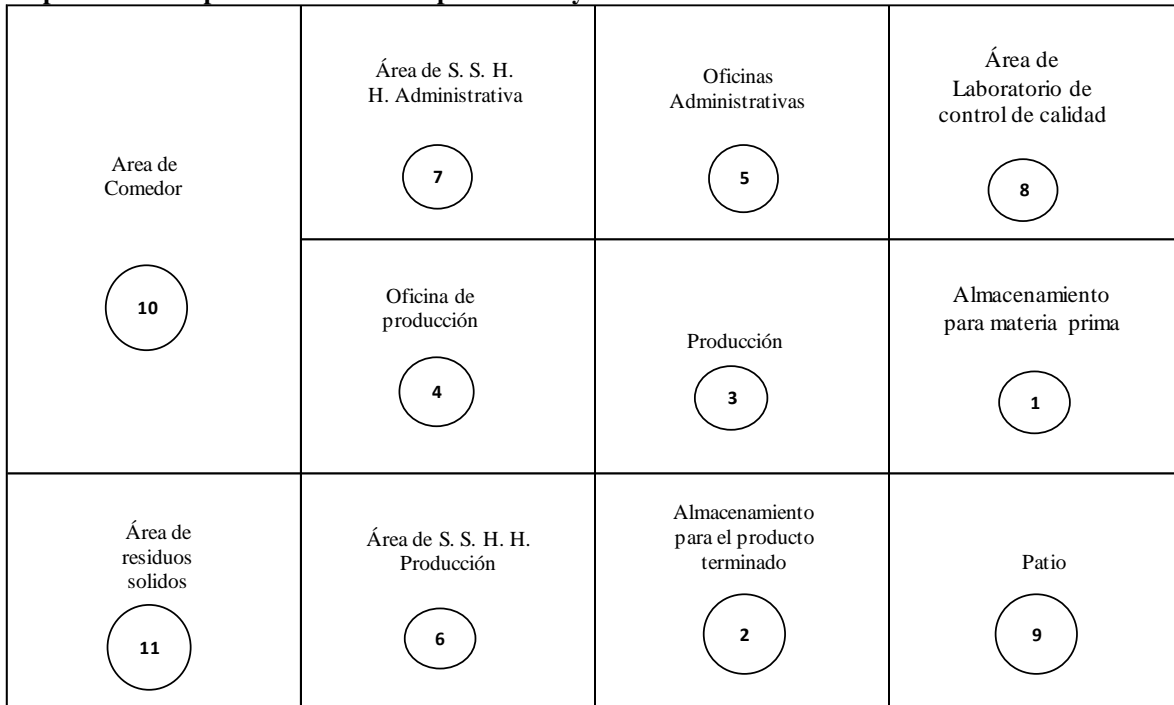 Area de
Comedor
10
Área de S. S. H.
H. Administrativa
7
Oficinas
Administrativas
5
Área de
Laboratorio de
control de calidad
8
Oficina de
producción
4
Producción
3
Almacenamiento
para materia prima
1
Área de
residuos
solidos
11
Área de S. S. H. H.
Producción
6
Almacenamiento
para el producto
terminado
2
Patio
9